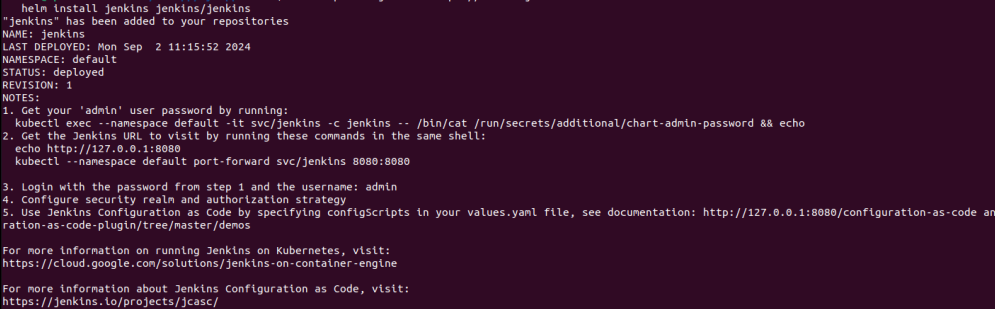 helm install jenkins jenkins/jenkins
"jenkins" has been added to your repositories
NAME: jenkins
LAST DEPLOYED: Mon Sep  2 11:15:52 2024
NAMESPACE: default
STATUS: deployed
REVISION: 1
NOTES:
1. Get your 'admin' user password by running:
  kubectl exec --namespace default -it svc/jenkins -c jenkins -- /bin/cat /run/secrets/additional/chart-admin-password && echo
2. Get the Jenkins URL to visit by running these commands in the same shell:
  echo http://127.0.0.1:8080
  kubectl --namespace default port-forward svc/jenkins 8080:8080
3. Login with the password from step 1 and the username: admin
4. Configure security realm and authorization strategy
5. Use Jenkins Configuration as Code by specifying configScripts in your values.yaml file, see documentation: http://127.0.0.1:8080/configuration-as-code an
ration-as-code-plugin/tree/master/demos
For more information on running Jenkins on Kubernetes, visit:
https://cloud.google.com/solutions/jenkins-on-container-engine
For more information about Jenkins Configuration as Code, visit:
https://jenkins.io/projects/jcasc/